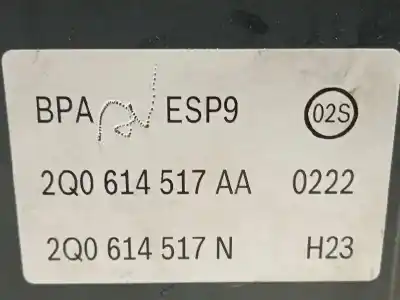 BPA ESP9 02S
2Q0 614 517 AA 0222
2Q0 614 517 N H23